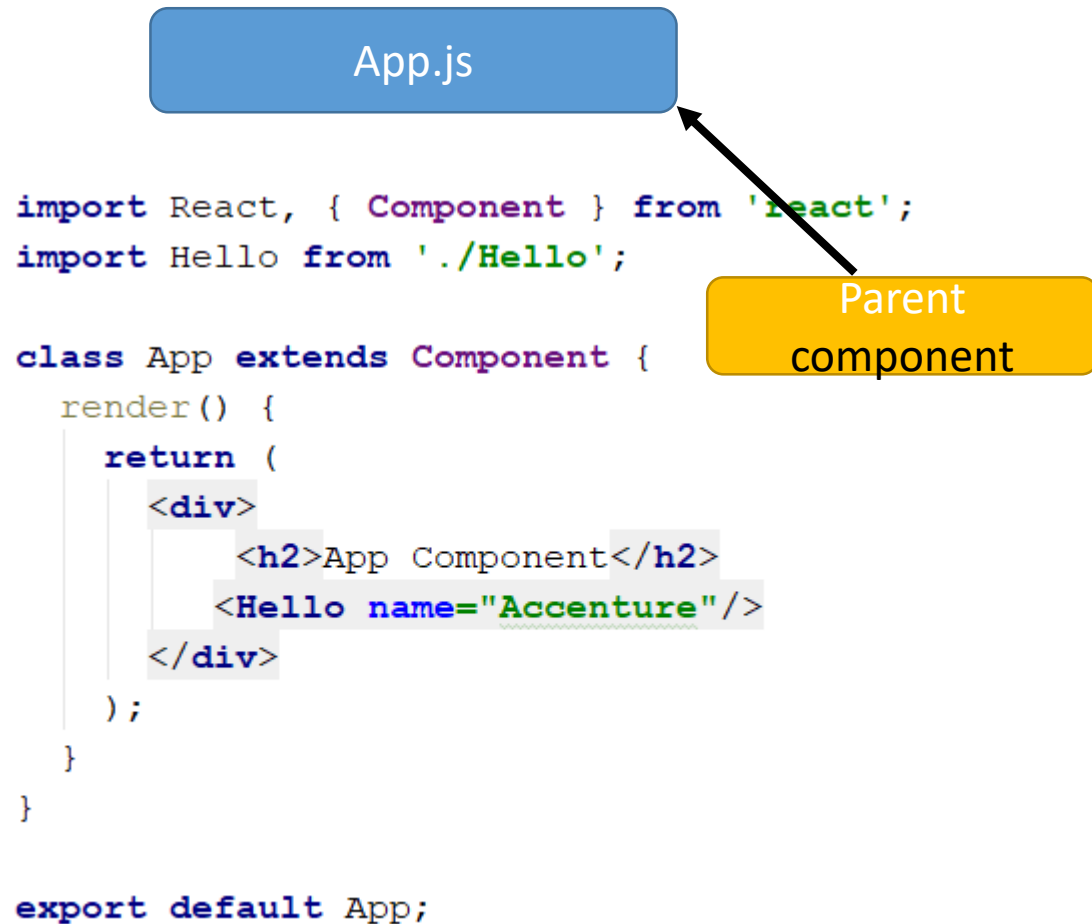 App.js
import React, { Component } from 'react';
import Hello from './Hello';
Parent
component
class App extends Component {
render() {
return (
<div>
<h2>App Component</h2>
<Hello name="Accenture"/>
</div>
);
}
}
export default App;